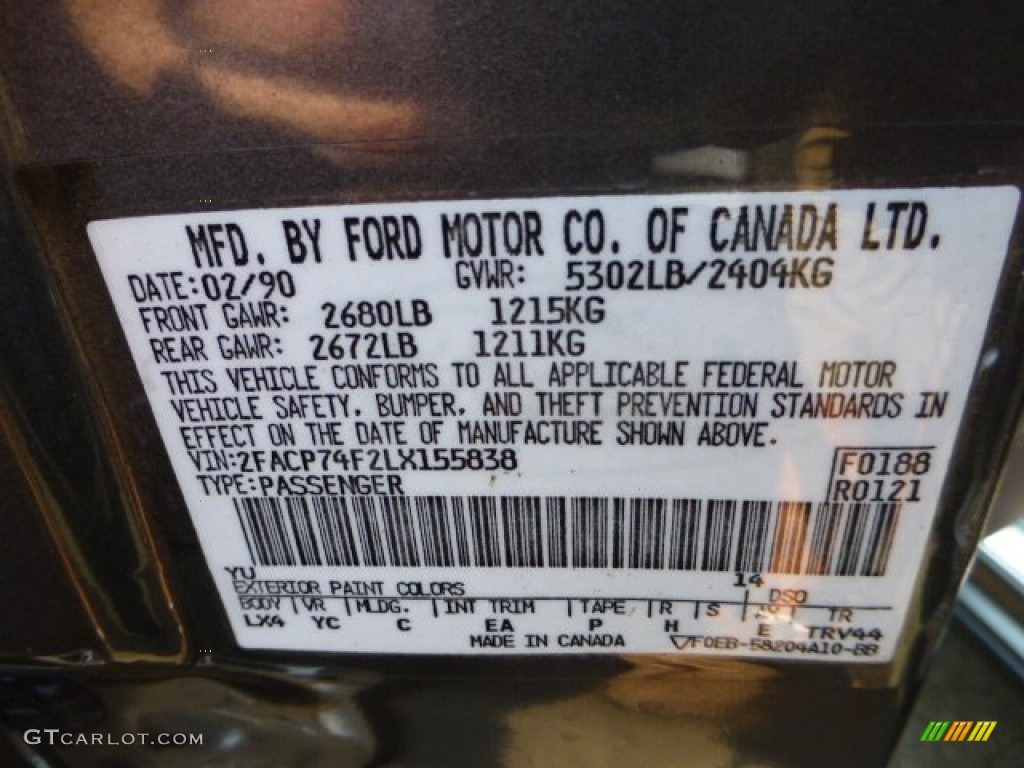 MFD. BY FORD MOTOR CO. OF CANADA LTD.
DATE:02/90 GVWR: 5302LB/2404KG
FRONT GAWR: 2680LB 1215KG
REAR GAWR: 2672LB 1211KG
THIS VEHICLE CONFORMS TO ALL APPLICABLE FEDERAL MOTOR
VEHICLE SAFETY, BUMPER, AND THEFT PREVENTION STANDARDS IN
EFFECT ON THE DATE OF MANUFACTURE SHOWN ABOVE.
VIN:2FACP74F2LX155838 F0188
TYPE:PASSENGER R0121
YU 14
EXTERIOR PAINT COLORS DSO
BODY VR MLDG. INT TRIM TAPE R S TR
LX4 YC C EA P H E TRV44
MADE IN CANADA F0EB-58204A10-BB
GTCARLOT.COM